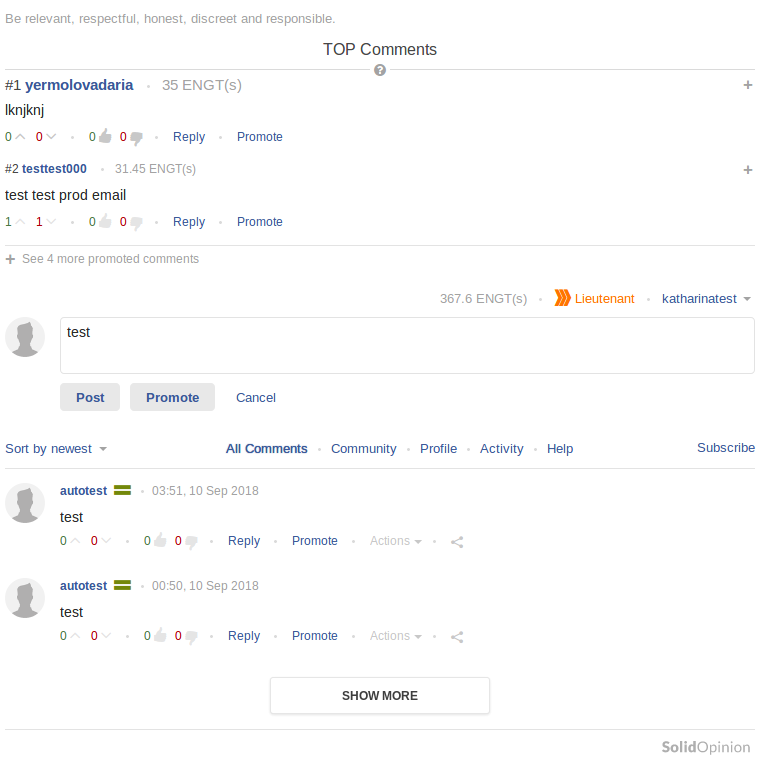 Be relevant, respectful, honest, discreet and responsible.
TOP Comments
?
#1 yermolovadaria • 35 ENGT(s) +
lknjknj
0 0 • 0 0 • Reply • Promote
#2 testtest000 • 31.45 ENGT(s) +
test test prod email
1 1 • 0 0 • Reply • Promote
+ See 4 more promoted comments
367.6 ENGT(s) • Lieutenant • katharinatest
test
Post Promote Cancel
Sort by newest All Comments • Community • Profile • Activity • Help Subscribe
autotest • 03:51, 10 Sep 2018
test
0 0 • 0 0 • Reply • Promote • Actions •
autotest • 00:50, 10 Sep 2018
test
0 0 • 0 0 • Reply • Promote • Actions •
SHOW MORE
SolidOpinion